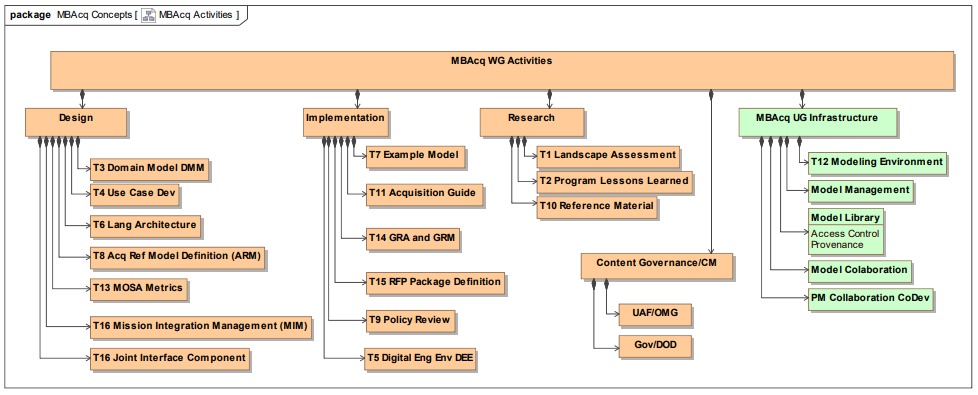 package MBAcq Concepts [ MBAcq Activities ]
MBAcq WG Activities
Design
T3 Domain Model DMM
T4 Use Case Dev
T6 Lang Architecture
T8 Acq Ref Model Definition (ARM)
T13 MOSA Metrics
T16 Mission Integration Management (MIM)
T16 Joint Interface Component
Implementation
T7 Example Model
T11 Acquisition Guide
T14 GRA and GRM
T15 RFP Package Definition
T9 Policy Review
T5 Digital Eng Env DEE
Research
T1 Landscape Assessment
T2 Program Lessons Learned
T10 Reference Material
Content Governance/CM
UAF/OMG
Gov/DOD
MBAcq UG Infrastructure
T12 Modeling Environment
Model Management
Model Library
Access Control
Provenance
Model Colaboration
PM Collaboration CoDev